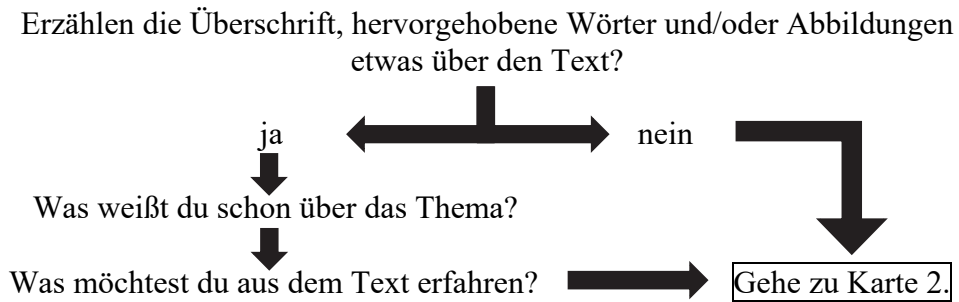 Erzählen die Überschrift, hervorgehobene Wörter und/oder Abbildungen
etwas über den Text?
ja
nein
Was weißt du schon über das Thema?
Was möchtest du aus dem Text erfahren?
Gehe zu Karte 2.